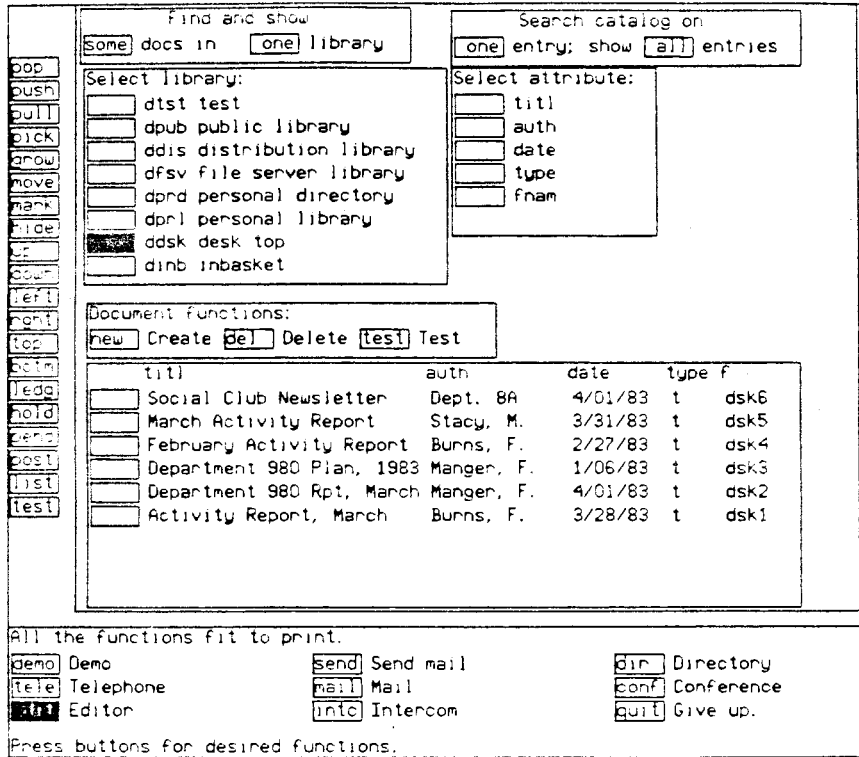 Find and show
some docs in one library
Search catalog on
one entry; show all entries
pop
push
pull
pick
grow
move
mark
hide
up
down
left
rght
top
botm
ledg
hold
pend
post
list
test
Select library:
dtst test
dpub public library
ddis distribution library
dfsv file server library
dprd personal directory
dprl personal library
ddsk desk top
dinb inbasket
Select attribute:
titl
auth
date
type
fnam
Document functions:
new Create del Delete test Test
titl auth date type f
Social Club Newsletter Dept. 8A 4/01/83 t dsk6
March Activity Report Stacy, M. 3/31/83 t dsk5
February Activity Report Burns, F. 2/27/83 t dsk4
Department 980 Plan, 1983 Manger, F. 1/06/83 t dsk3
Department 980 Rpt, March Manger, F. 4/01/83 t dsk2
Activity Report, March Burns, F. 3/28/83 t dsk1
All the functions fit to print.
demo Demo send Send mail dir Directory
tele Telephone mail Mail conf Conference
Editor intc Intercom quit Give up.
Press buttons for desired functions.